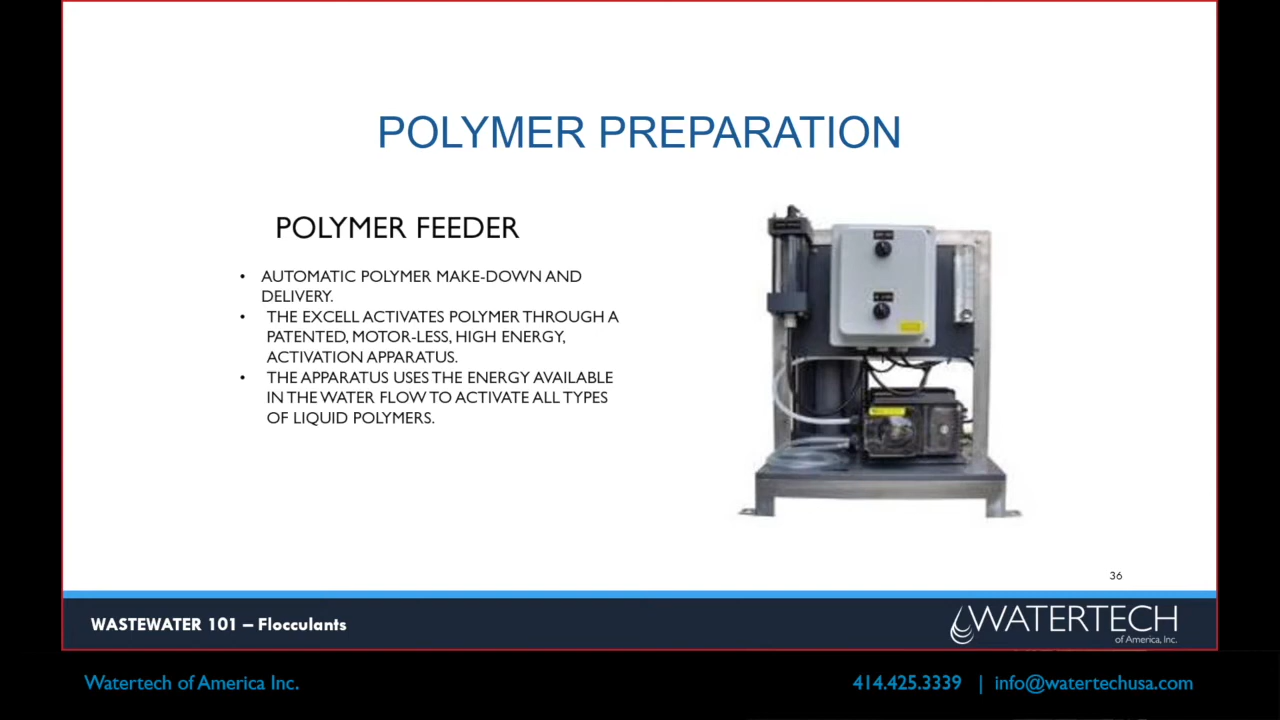 POLYMER PREPARATION
POLYMER FEEDER
• AUTOMATIC POLYMER MAKE-DOWN AND
DELIVERY.
• THE EXCELL ACTIVATES POLYMER THROUGH A
PATENTED, MOTOR-LESS, HIGH ENERGY,
ACTIVATION APPARATUS.
• THE APPARATUS USES THE ENERGY AVAILABLE
IN THE WATER FLOW TO ACTIVATE ALL TYPES
OF LIQUID POLYMERS.
36
WASTEWATER 101 – Flocculants
WATERTECH
of America, Inc.
Watertech of America Inc.
414.425.3339 | info@watertechusa.com